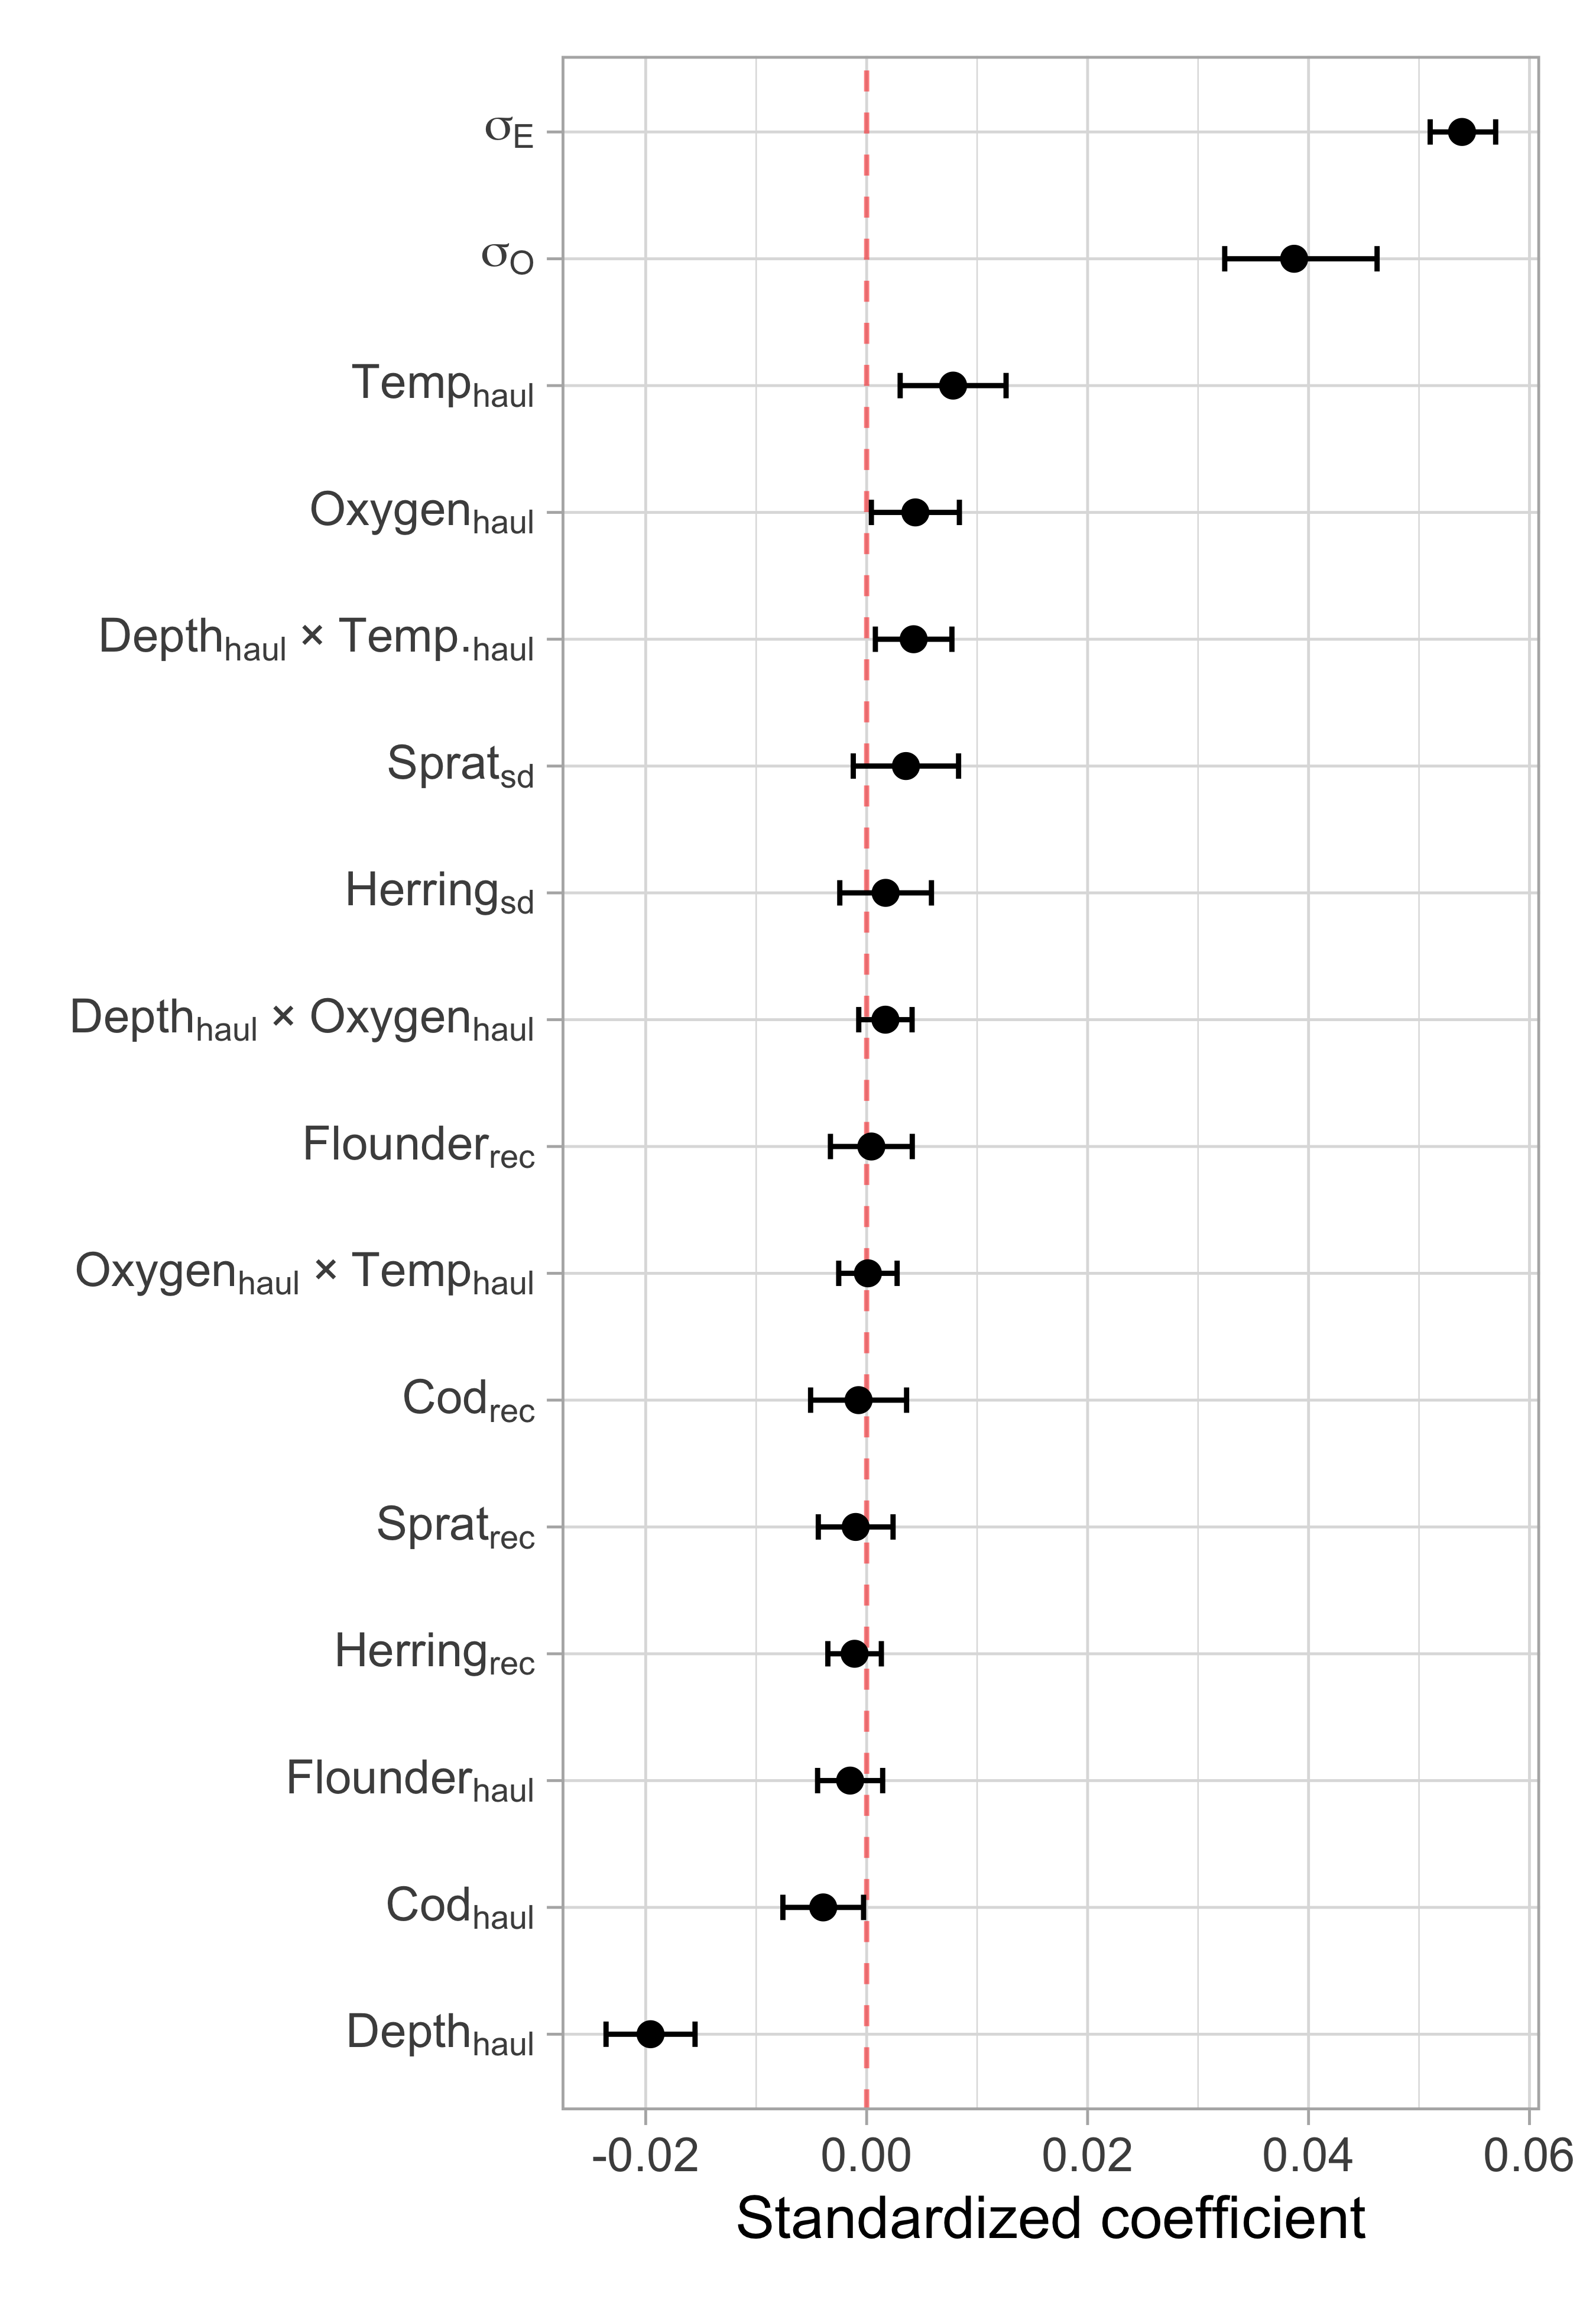 σE
σO
Temphaul
Oxygenhaul
Depthhaul × Temp.haul
Spratsd
Herringsd
Depthhaul × Oxygenhaul
Flounderrec
Oxygenhaul × Temphaul
Codrec
Spratrec
Herringrec
Flounderhaul
Codhaul
Depthhaul
-0.02 0.00 0.02 0.04 0.06
Standardized coefficient